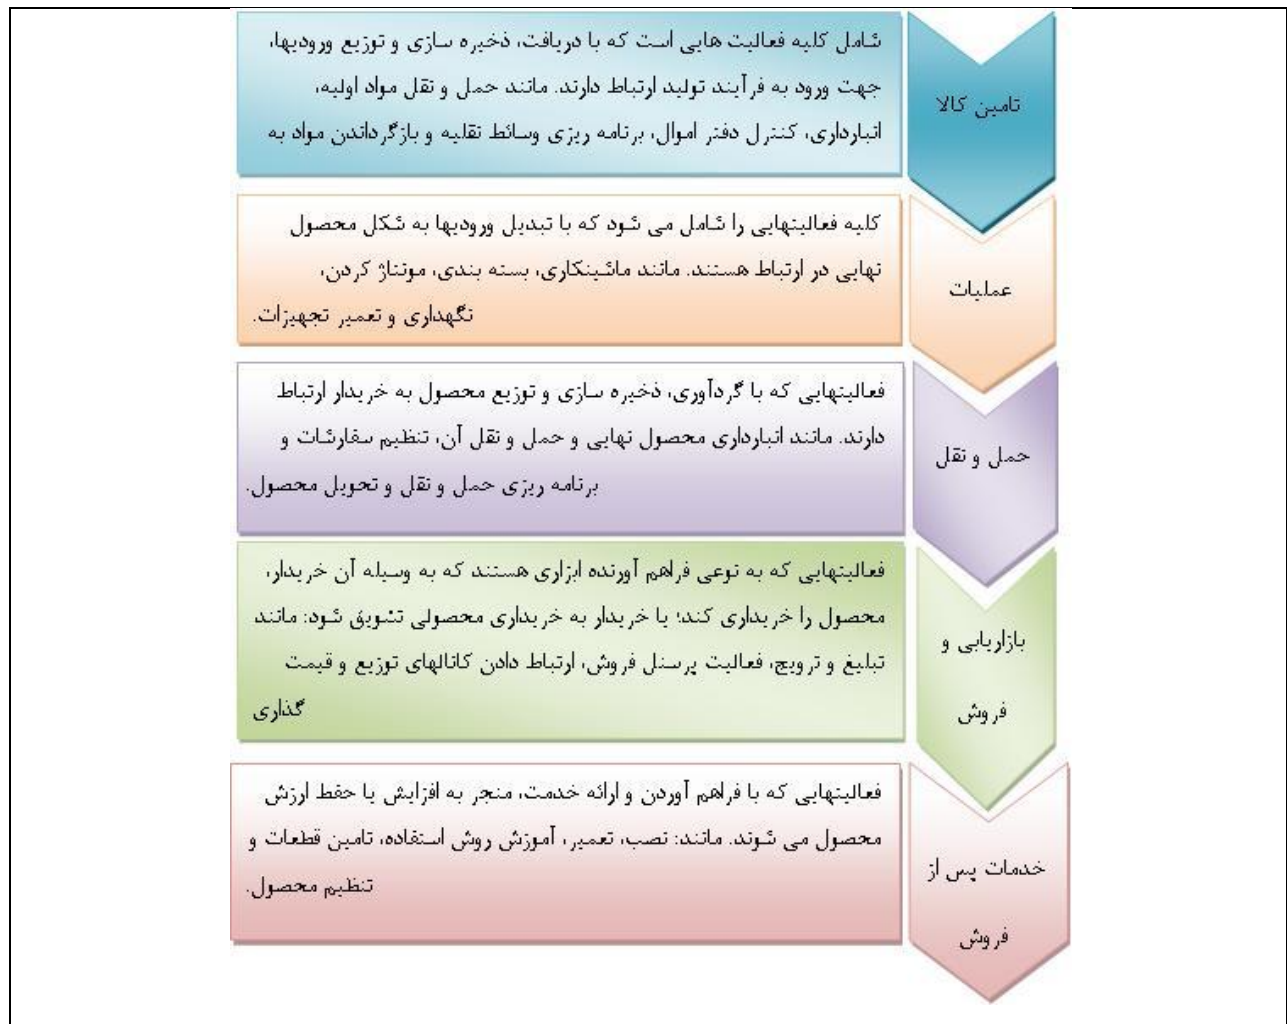 تامین کالا
شامل کلیه فعالیت هایی است که با دریافت، ذخیره سازی و توزیع ورودیها،
جهت ورود به فرآیند تولید ارتباط دارند. مانند حمل و نقل مواد اولیه،
انبارداری، کنترل دفتر اموال، برنامه ریزی وسائط نقلیه و بازگرداندن مواد به
عملیات
کلیه فعالیتهایی را شامل می شود که با تبدیل ورودیها به شکل محصول
نهایی در ارتباط هستند. مانند ماشینکاری، بسته بندی، مونتاژ کردن،
نگهداری و تعمیر تجهیزات.
حمل و نقل
فعالیتهایی که با گردآوری، ذخیره سازی و توزیع محصول به خریدار ارتباط
دارند. مانند انبارداری محصول نهایی و حمل و نقل آن، تنظیم سفارشات و
برنامه ریزی حمل و نقل و تحویل محصول.
بازاریابی و
فروش
فعالیتهایی که به نوعی فراهم آورنده ابزاری هستند که به وسیله آن خریدار،
محصول را خریداری کند؛ یا خریدار به خریداری محصولی تشویق شود: مانند
تبلیغ و ترویج، فعالیت پرسنل فروش، ارتباط دادن کانالهای توزیع و قیمت
گذاری
خدمات پس از
فروش
فعالیتهایی که با فراهم آوردن و ارائه خدمت، منجر به افزایش یا حفظ ارزش
محصول می شوند. مانند: نصب، تعمیر، آموزش روش استفاده، تامین قطعات و
تنظیم محصول.